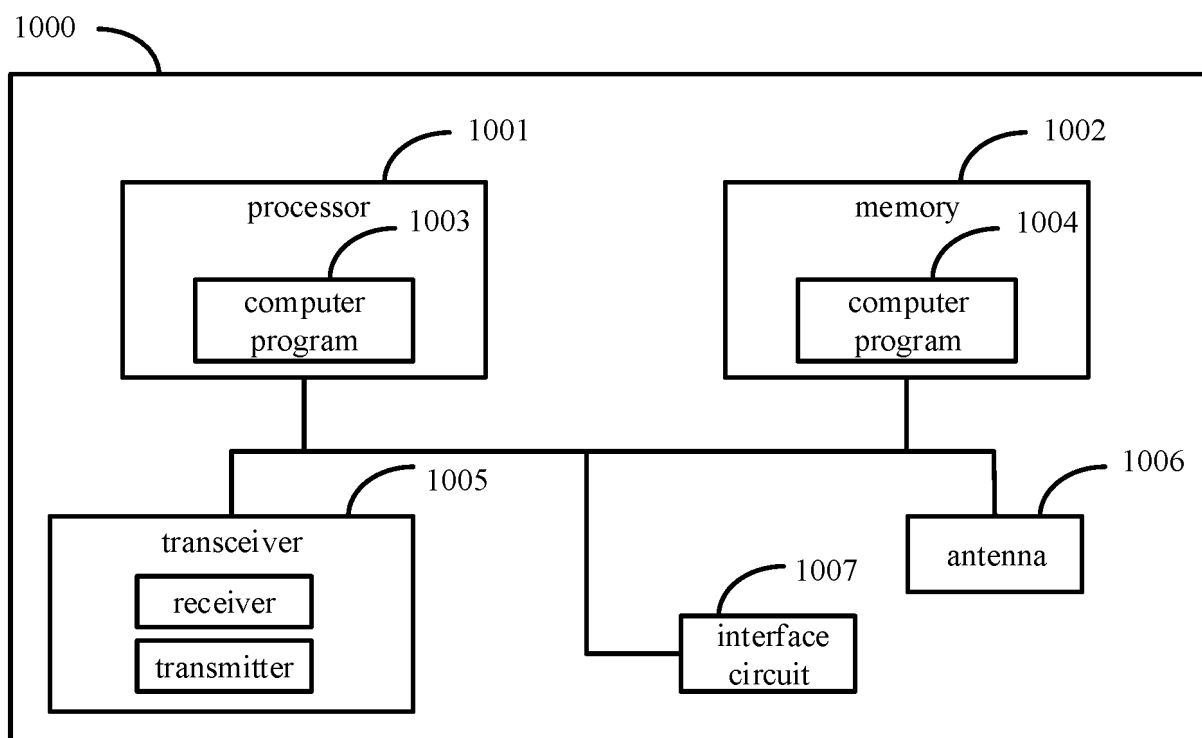 1000
1001
1002
processor
memory
1003
1004
computer
program
computer
program
1005
1006
transceiver
antenna
1007
receiver
interface
circuit
transmitter